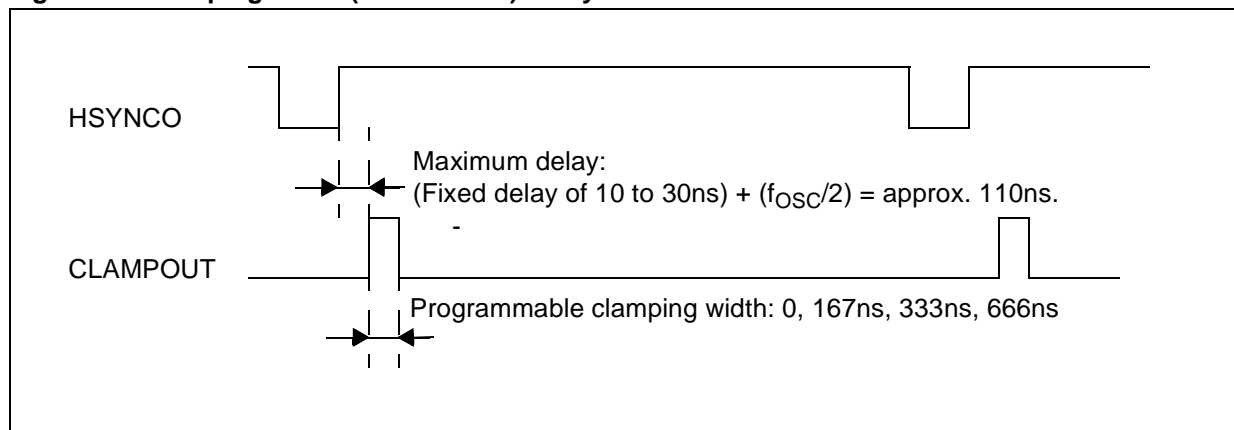 HSYNCO
Maximum delay:
(Fixed delay of 10 to 30ns) + (fOSC/2) = approx. 110ns.
-
CLAMPOUT
Programmable clamping width: 0, 167ns, 333ns, 666ns